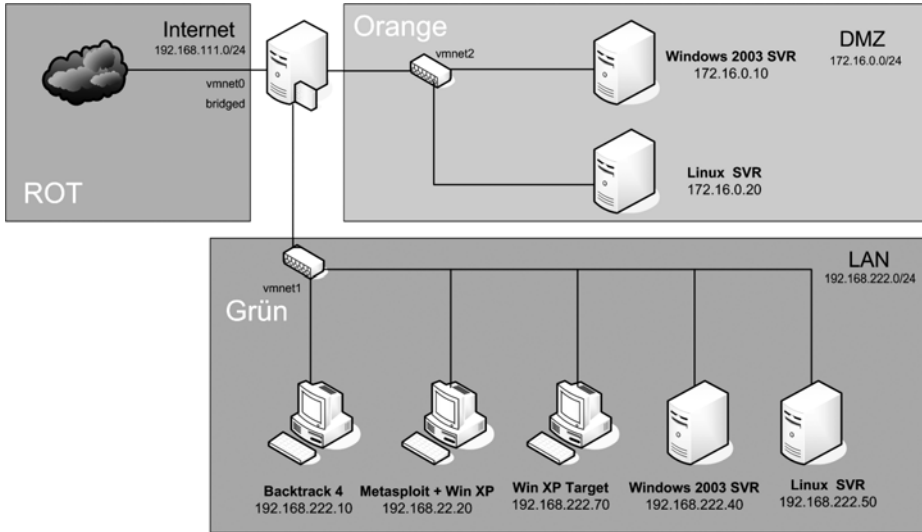 Internet
192.168.111.0/24
vmnet0
bridged
ROT
Orange
vmnet2
Windows 2003 SVR
172.16.0.10
DMZ
172.16.0.0/24
Linux SVR
172.16.0.20
vmnet1
Grün
LAN
192.168.222.0/24
Backtrack 4
192.168.222.10
Metasploit + Win XP
192.168.22.20
Win XP Target
192.168.222.70
Windows 2003 SVR
192.168.222.40
Linux SVR
192.168.222.50